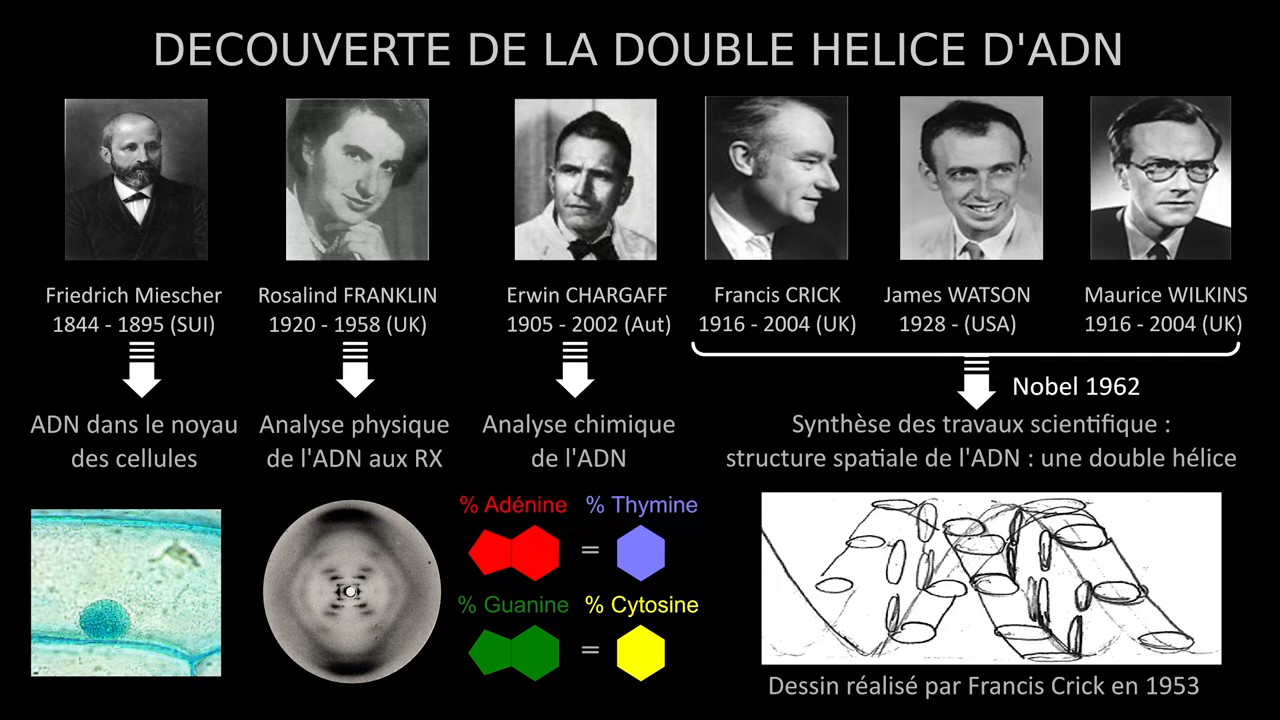 DECOUVERTE DE LA DOUBLE HELICE D'ADN
Friedrich Miescher
1844 - 1895 (SUI)
Rosalind FRANKLIN
1920 - 1958 (UK)
Erwin CHARGAFF
1905 - 2002 (Aut)
Francis CRICK
1916 - 2004 (UK)
James WATSON
1928 - (USA)
Maurice WILKINS
1916 - 2004 (UK)
ADN dans le noyau
des cellules
Analyse physique
de l'ADN aux RX
Analyse chimique
de l'ADN
Nobel 1962
Synthèse des travaux scientifique :
structure spatiale de l'ADN : une double hélice
% Adénine = % Thymine
% Guanine = % Cytosine
Dessin réalisé par Francis Crick en 1953